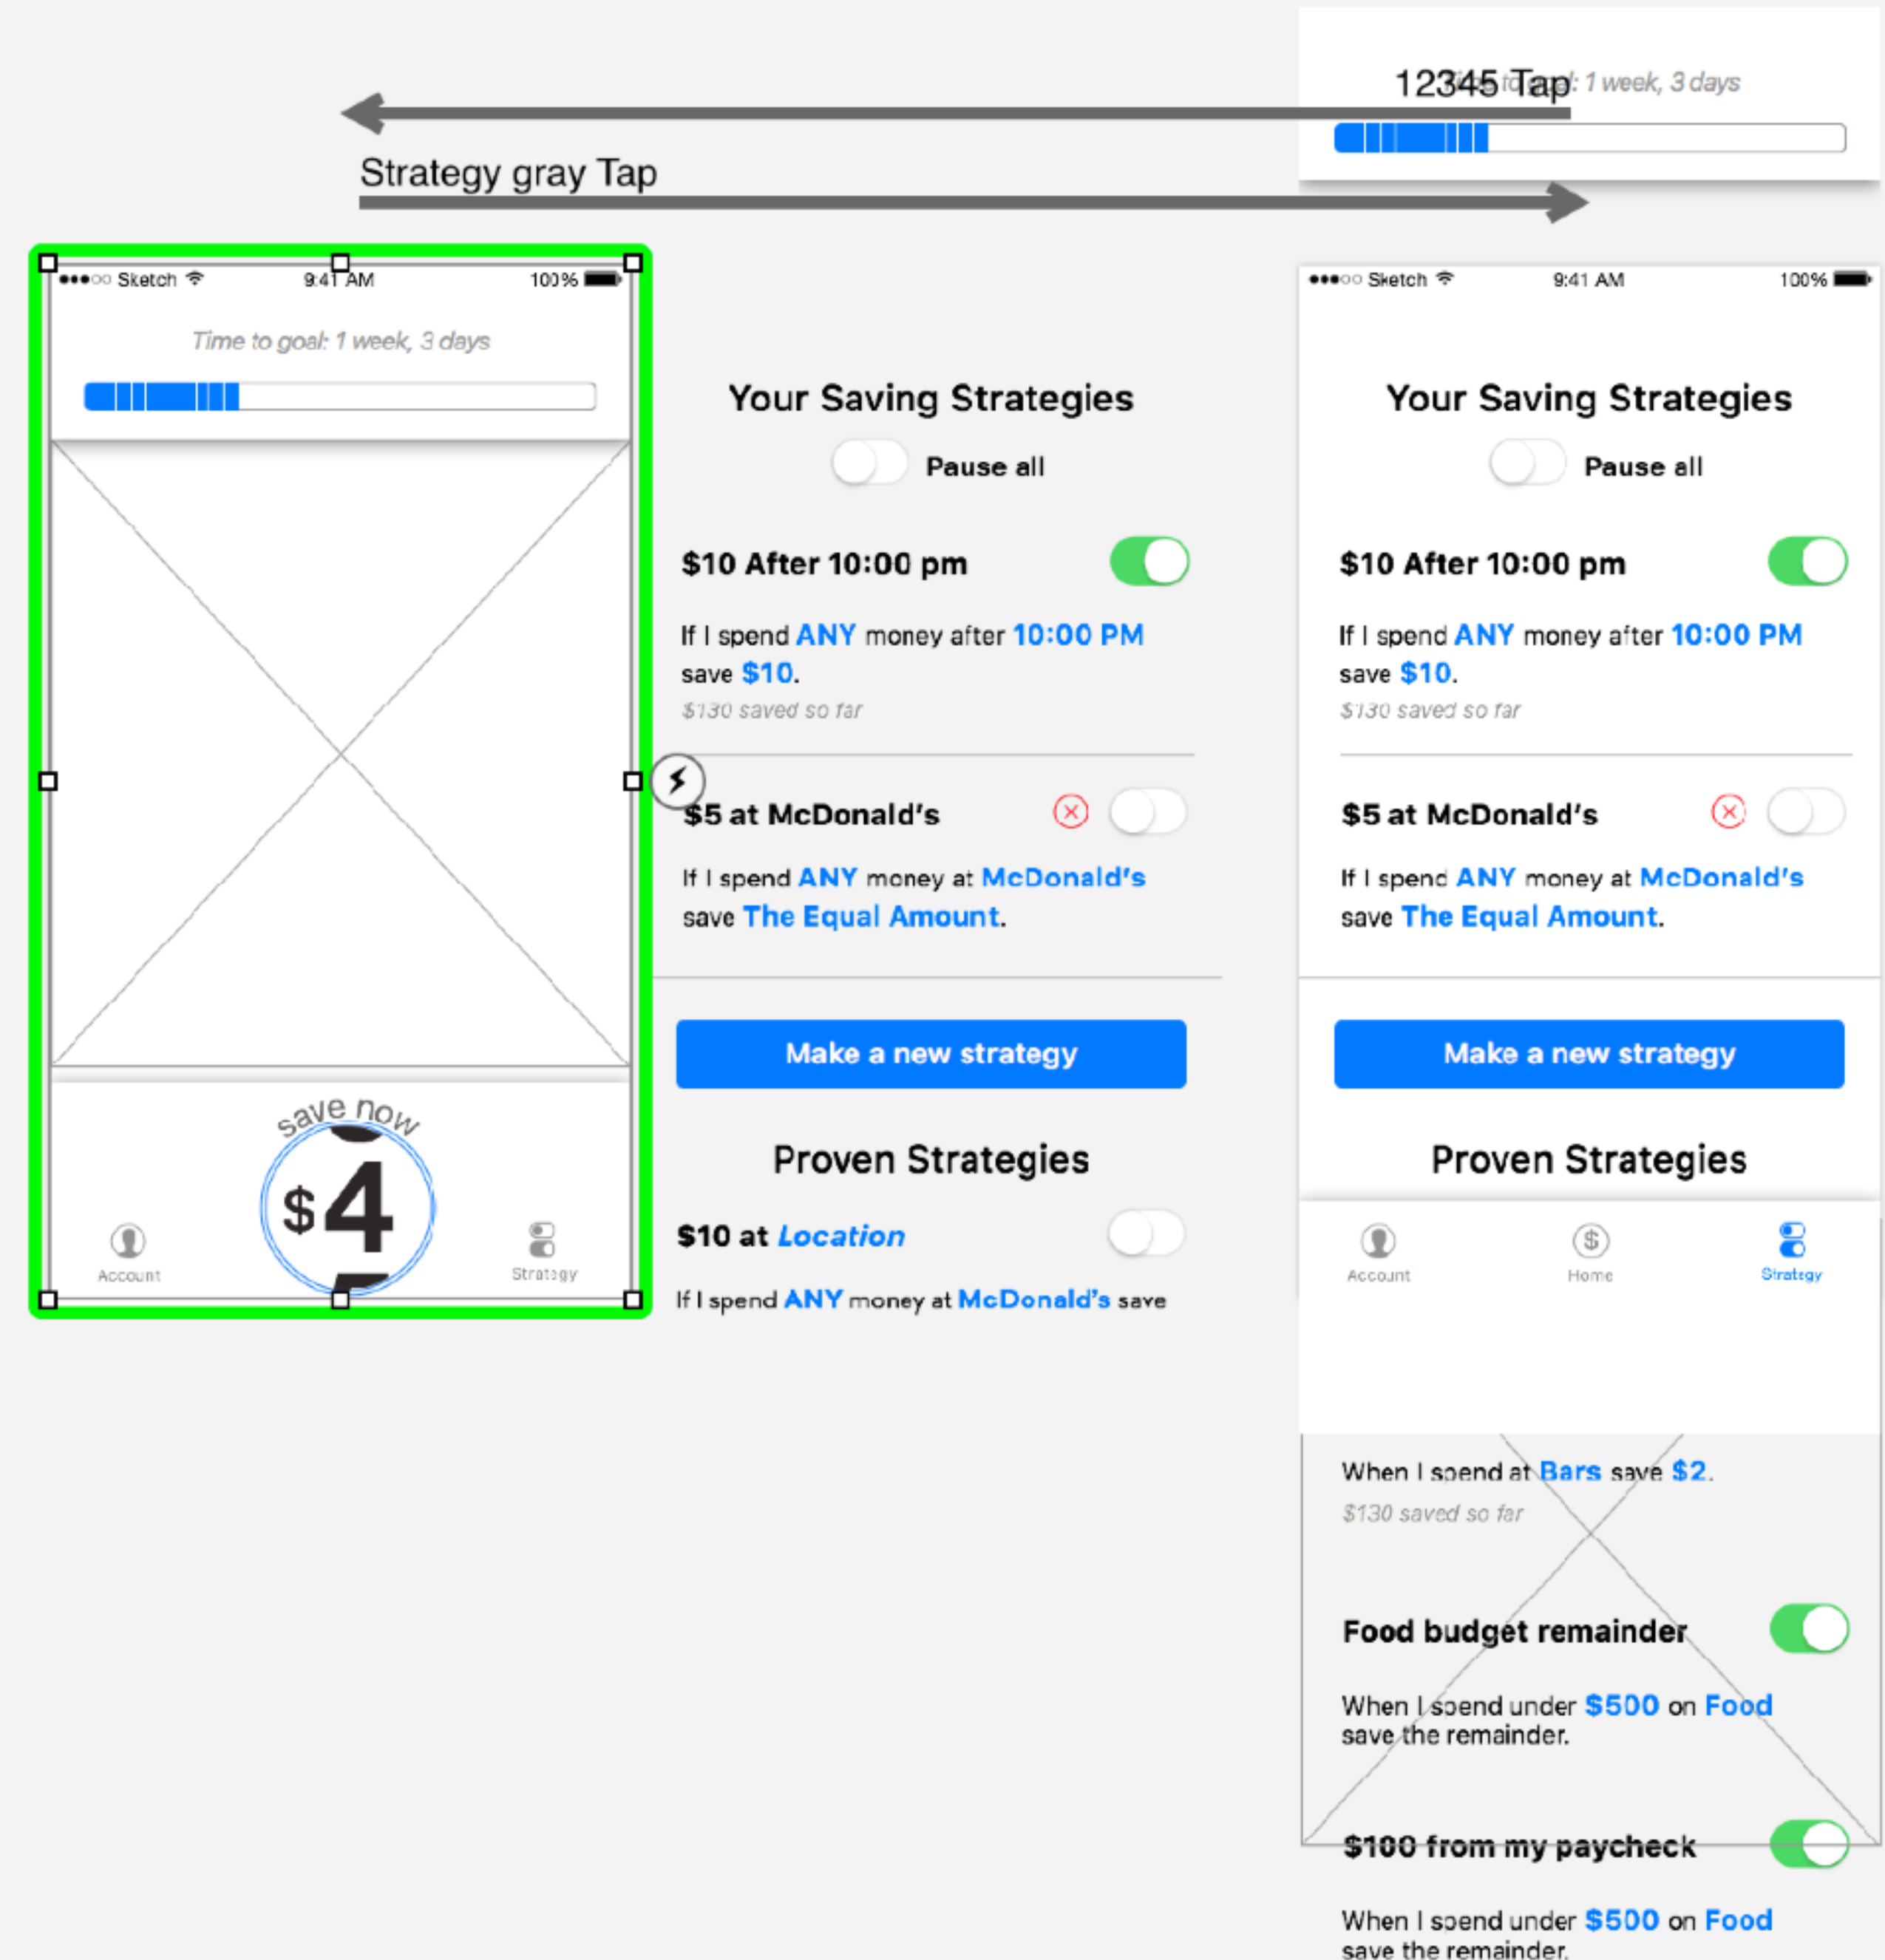 12345 Tap
Time to goal: 1 week, 3 days
Strategy gray Tap
Sketch
9:41 AM
100%
Time to goal: 1 week, 3 days
save now
$4
Account
Strategy
Your Saving Strategies
Pause all
$10 After 10:00 pm
If I spend ANY money after 10:00 PM
save $10.
$130 saved so far
$5 at McDonald's
If I spend ANY money at McDonald's
save The Equal Amount.
Make a new strategy
Proven Strategies
$10 at Location
If I spend ANY money at McDonald's save
Sketch
9:41 AM
100%
Your Saving Strategies
Pause all
$10 After 10:00 pm
If I spend ANY money after 10:00 PM
save $10.
$130 saved so far
$5 at McDonald's
If I spend ANY money at McDonald's
save The Equal Amount.
Make a new strategy
Proven Strategies
$
Account
Home
Strategy
When I spend at Bars save $2.
$130 saved so far
Food budget remainder
When I spend under $500 on Food
save the remainder.
$100 from my paycheck
When I spend under $500 on Food
save the remainder.